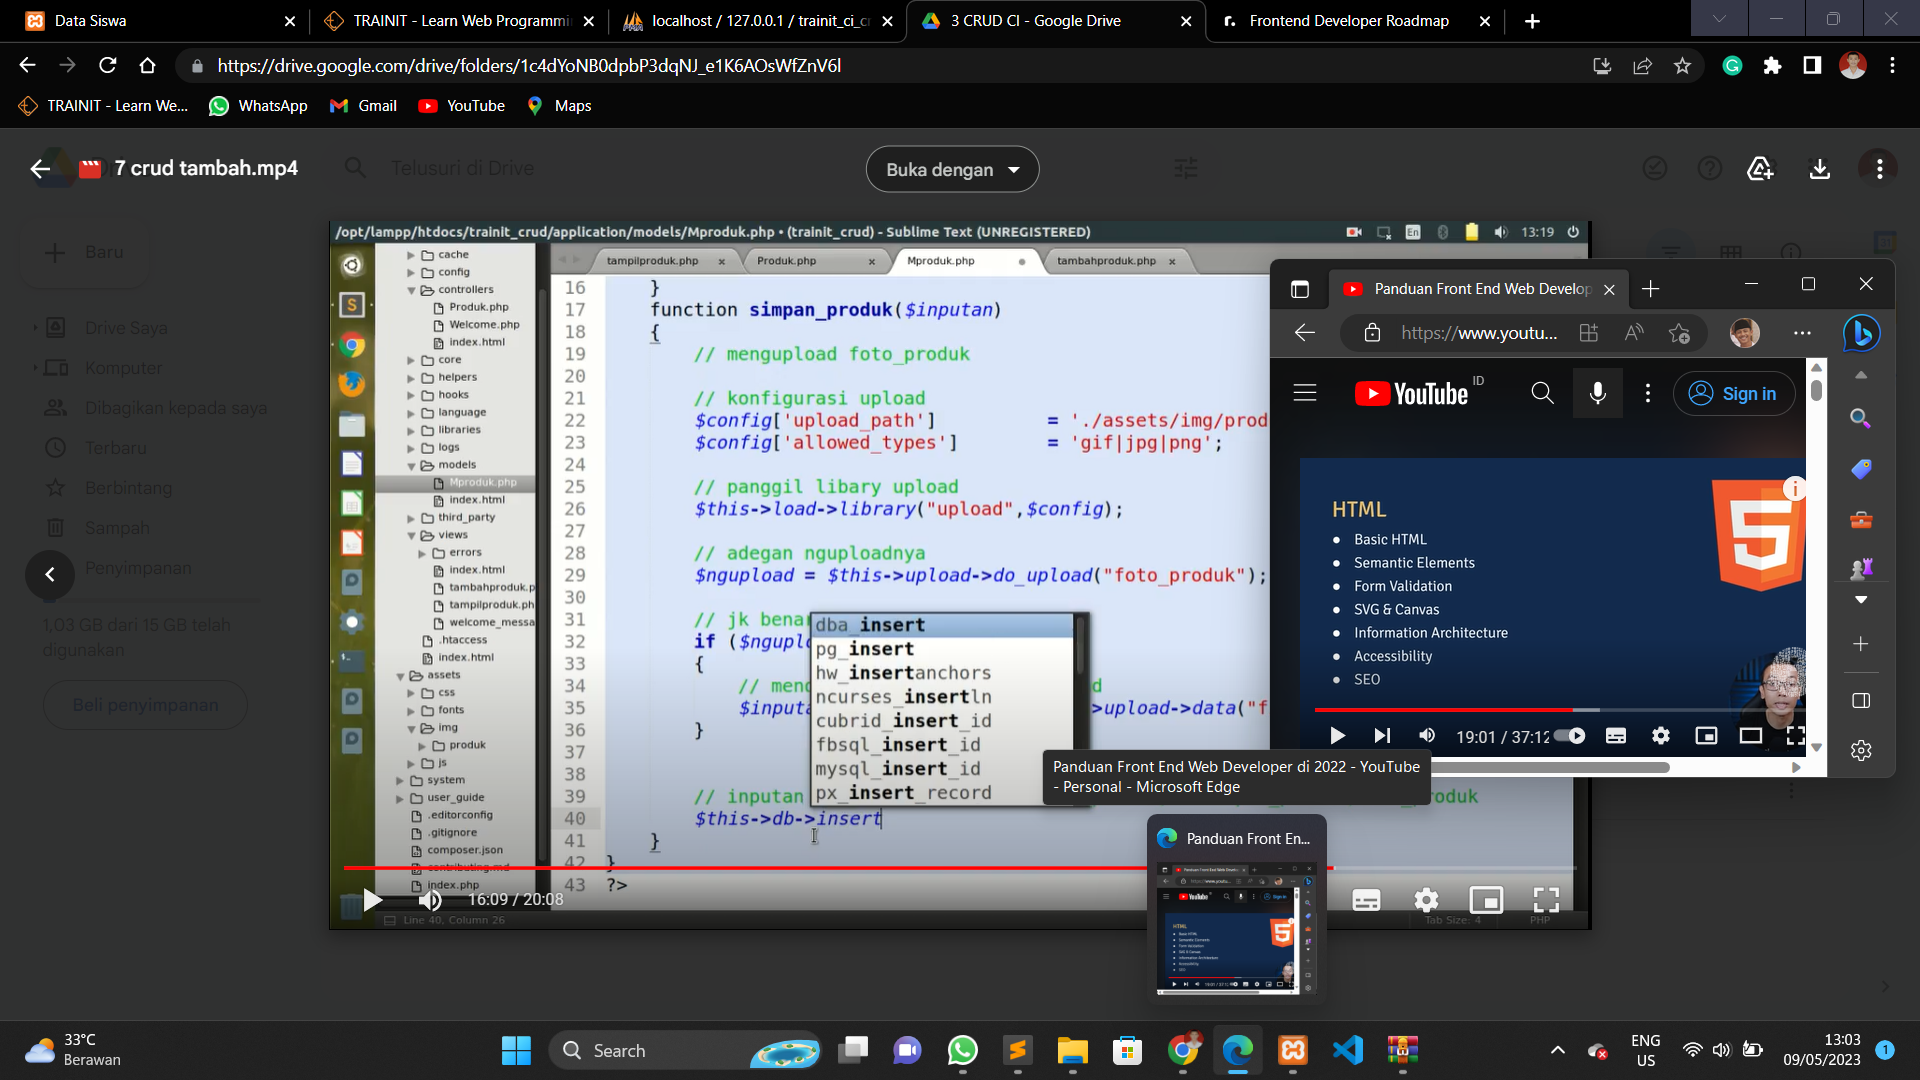 Data Siswa
TRAINIT - Learn Web Programmi
localhost / 127.0.0.1 / trainit_ci_cr
3 CRUD CI - Google Drive
Frontend Developer Roadmap
https://drive.google.com/drive/folders/1c4dYoNB0dpbP3dqNJ_e1K6AOsWfZnV6l
TRAINIT - Learn We...
WhatsApp
Gmail
YouTube
Maps
7 crud tambah.mp4
Telusuri di Drive
Buka dengan
Baru
Drive Saya
Komputer
Dibagikan kepada saya
Terbaru
Berbintang
Sampah
Penyimpanan
1,03 GB dari 15 GB telah
digunakan
Beli penyimpanan
/opt/lampp/htdocs/trainit_crud/application/models/Mproduk.php • (trainit_crud) - Sublime Text (UNREGISTERED)
En
13:19
cache
config
controllers
Produk.php
Welcome.php
index.html
core
helpers
hooks
language
libraries
logs
models
Mproduk.php
index.html
third_party
views
errors
index.html
tambahproduk.p
tampilproduk.ph
welcome_messa
.htaccess
index.html
assets
css
fonts
img
produk
js
system
user_guide
.editorconfig
.gitignore
composer.json
contributing.md
index.php
tampilproduk.php
Produk.php
Mproduk.php
tambahproduk.php
16 }
17 function simpan_produk($inputan)
18 {
19 // mengupload foto_produk
20
21 // konfigurasi upload
22 $config['upload_path'] = './assets/img/prod
23 $config['allowed_types'] = 'gif|jpg|png';
24
25 // panggil libary upload
26 $this->load->library("upload",$config);
27
28 // adegan nguploadnya
29 $ngupload = $this->upload->do_upload("foto_produk");
30
31 // jk bena
32 if ($nguplo
33 {
34 // men d
35 $inputa >upload->data("f
36 }
37
38
39 // inputan _produk
40 $this->db->insert
41 }
42 }
43 ?>
dba_insert
pg_insert
hw_insertanchors
ncurses_insertln
cubrid_insert_id
fbsql_insert_id
mysql_insert_id
px_insert_record
16:09 / 20:08
Line 40, Column 26
Tab Size: 4
PHP
Panduan Front End Web Develop
https://www.youtu...
YouTube ID
Sign in
HTML
Basic HTML
Semantic Elements
Form Validation
SVG & Canvas
Information Architecture
Accessibility
SEO
19:01 / 37:12
Panduan Front End Web Developer di 2022 - YouTube
- Personal - Microsoft Edge
Panduan Front En...
33°C
Berawan
Search
ENG
US
13:03
09/05/2023
1